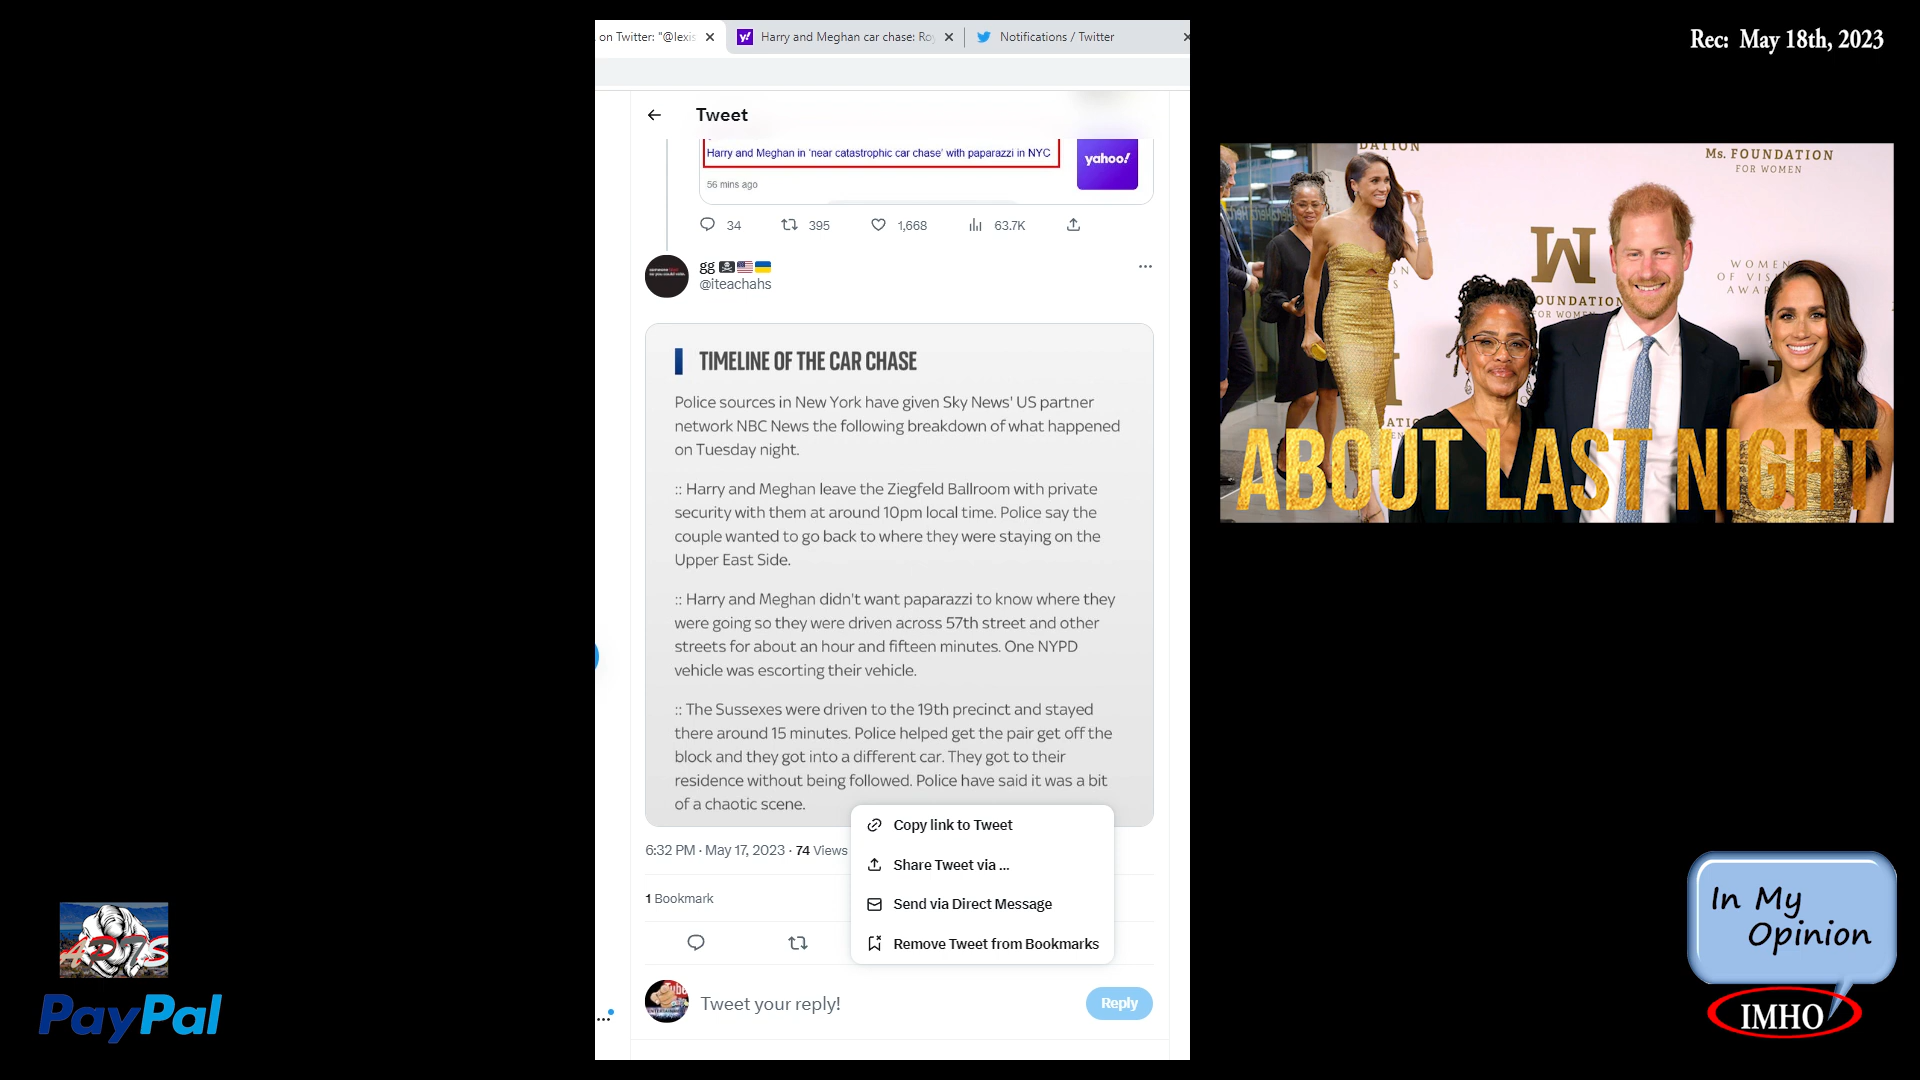 on Twitter: "@lexis
Harry and Meghan car chase: Ro
Notifications / Twitter
Rec: May 18th, 2023
Tweet
Harry and Meghan in 'near catastrophic car chase' with paparazzi in NYC
56 mins ago
yahoo!
34
395
1,668
63.7K
gg
@iteachahs
TIMELINE OF THE CAR CHASE
Police sources in New York have given Sky News' US partner
network NBC News the following breakdown of what happened
on Tuesday night.
:: Harry and Meghan leave the Ziegfeld Ballroom with private
security with them at around 10pm local time. Police say the
couple wanted to go back to where they were staying on the
Upper East Side.
:: Harry and Meghan didn't want paparazzi to know where they
were going so they were driven across 57th street and other
streets for about an hour and fifteen minutes. One NYPD
vehicle was escorting their vehicle.
:: The Sussexes were driven to the 19th precinct and stayed
there around 15 minutes. Police helped get the pair get off the
block and they got into a different car. They got to their
residence without being followed. Police have said it was a bit
of a chaotic scene.
Copy link to Tweet
Share Tweet via ...
Send via Direct Message
Remove Tweet from Bookmarks
6:32 PM · May 17, 2023 · 74 Views
1 Bookmark
Tweet your reply!
Reply
DATION
Ms. FOUNDATION
FOR WOMEN
WOMEN
OF VIS
AWA
OUNDATION
FOR WOME
ABOUT LAST NIGHT
PayPal
In My
Opinion
IMHO